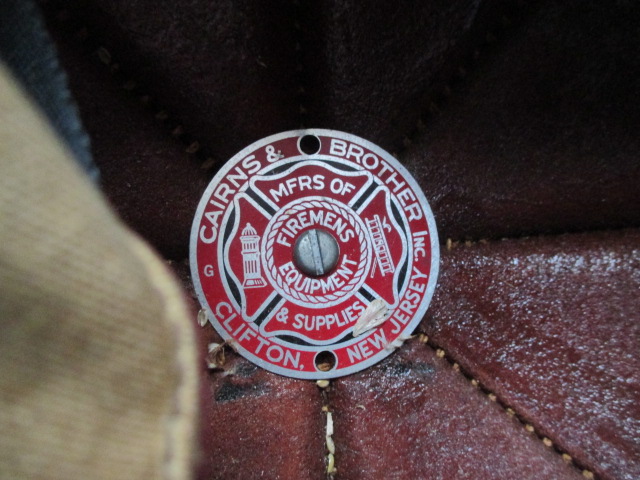 CAIRNS & BROTHER INC.
G
CLIFTON, NEW JERSEY
MFRS OF
FIREMENS
EQUIPMENT
& SUPPLIES